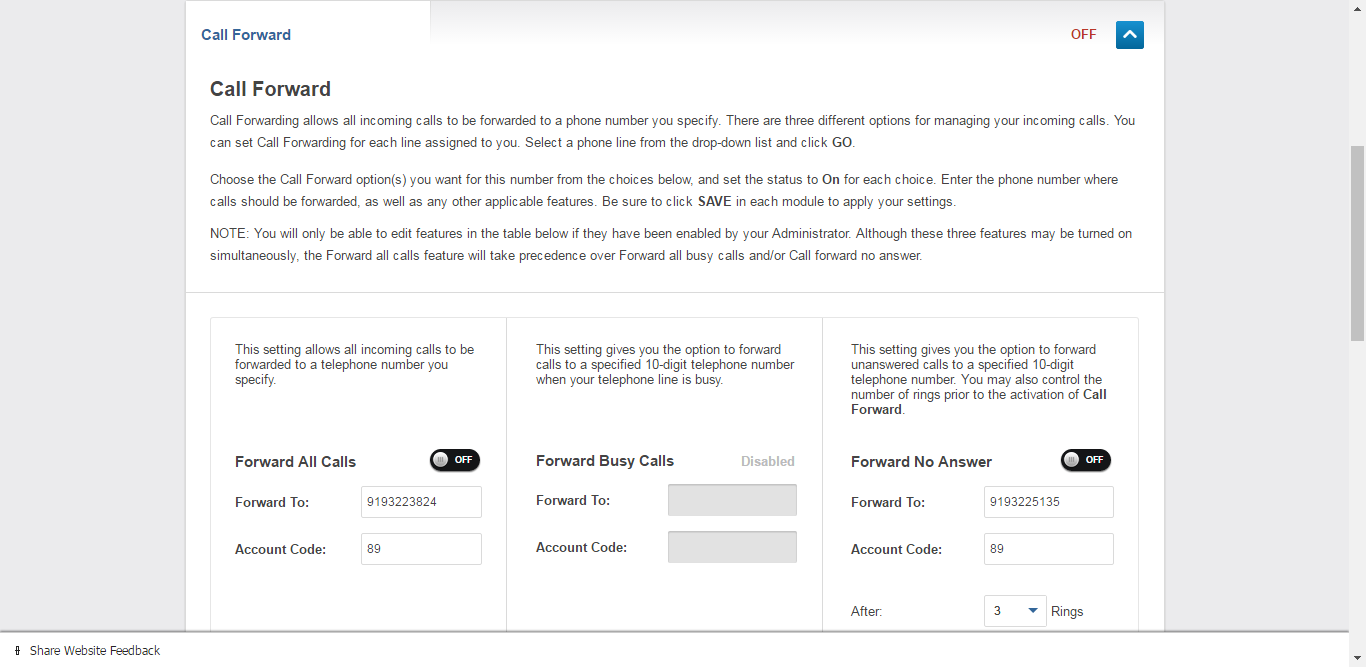 Call Forward
OFF
Call Forward
Call Forwarding allows all incoming calls to be forwarded to a phone number you specify. There are three different options for managing your incoming calls. You
can set Call Forwarding for each line assigned to you. Select a phone line from the drop-down list and click GO.
Choose the Call Forward option(s) you want for this number from the choices below, and set the status to On for each choice. Enter the phone number where
calls should be forwarded, as well as any other applicable features. Be sure to click SAVE in each module to apply your settings.
NOTE: You will only be able to edit features in the table below if they have been enabled by your Administrator. Although these three features may be turned on
simultaneously, the Forward all calls feature will take precedence over Forward all busy calls and/or Call forward no answer.
This setting allows all incoming calls to be
forwarded to a telephone number you
specify.
Forward All Calls
OFF
Forward To:
9193223824
Account Code:
89
This setting gives you the option to forward
calls to a specified 10-digit telephone number
when your telephone line is busy.
Forward Busy Calls
Disabled
Forward To:
Account Code:
This setting gives you the option to forward
unanswered calls to a specified 10-digit
telephone number. You may also control the
number of rings prior to the activation of Call
Forward.
Forward No Answer
OFF
Forward To:
9193225135
Account Code:
89
After:
3
Rings
Share Website Feedback